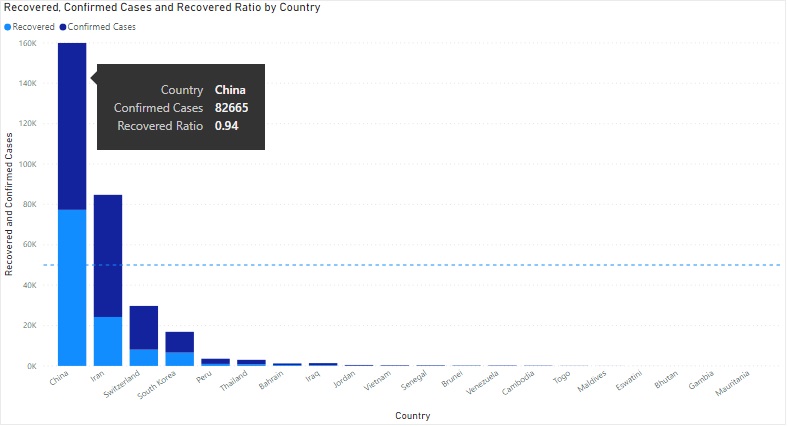 Recovered, Confirmed Cases and Recovered Ratio by Country
Recovered Confirmed Cases
160K
140K
120K
100K
80K
60K
40K
20K
0K
Recovered and Confirmed Cases
Country China
Confirmed Cases 82665
Recovered Ratio 0.94
China Iran Switzerland South Korea Peru Thailand Bahrain Iraq Jordan Vietnam Senegal Brunei Venezuela Cambodia Togo Maldives Eswatini Bhutan Gambia Mauritania
Country